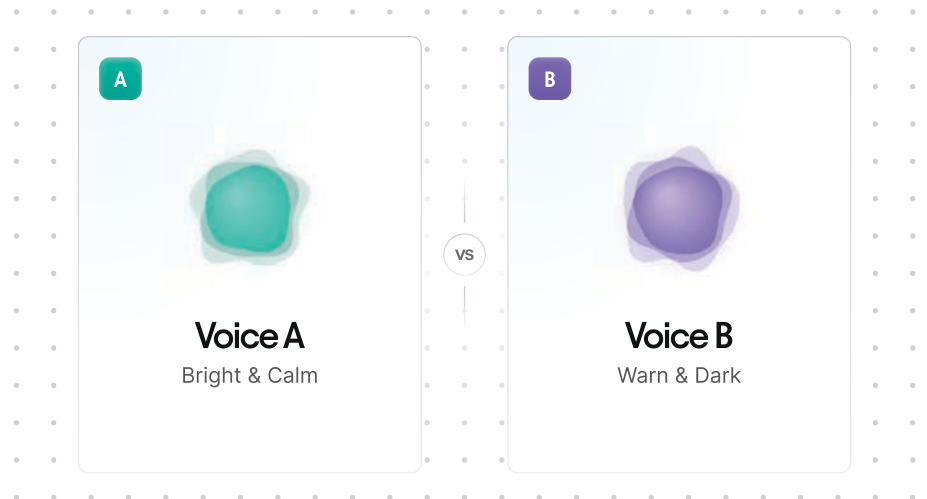 A
B
VS
Voice A
Voice B
Bright & Calm
Warn & Dark